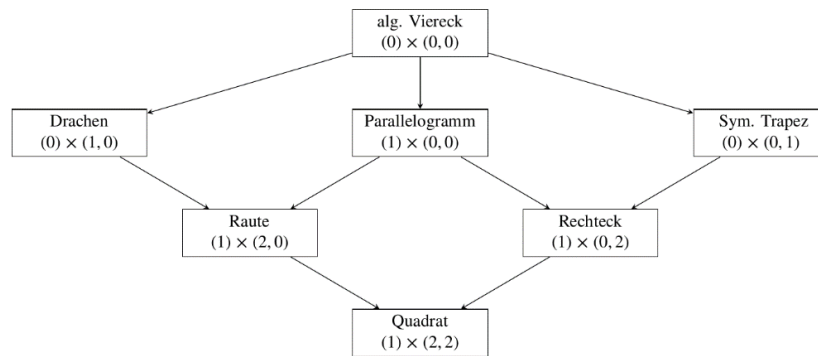 alg. Viereck
(0) × (0, 0)
Drachen
(0) × (1, 0)
Parallelogramm
(1) × (0, 0)
Sym. Trapez
(0) × (0, 1)
Raute
(1) × (2, 0)
Rechteck
(1) × (0, 2)
Quadrat
(1) × (2, 2)